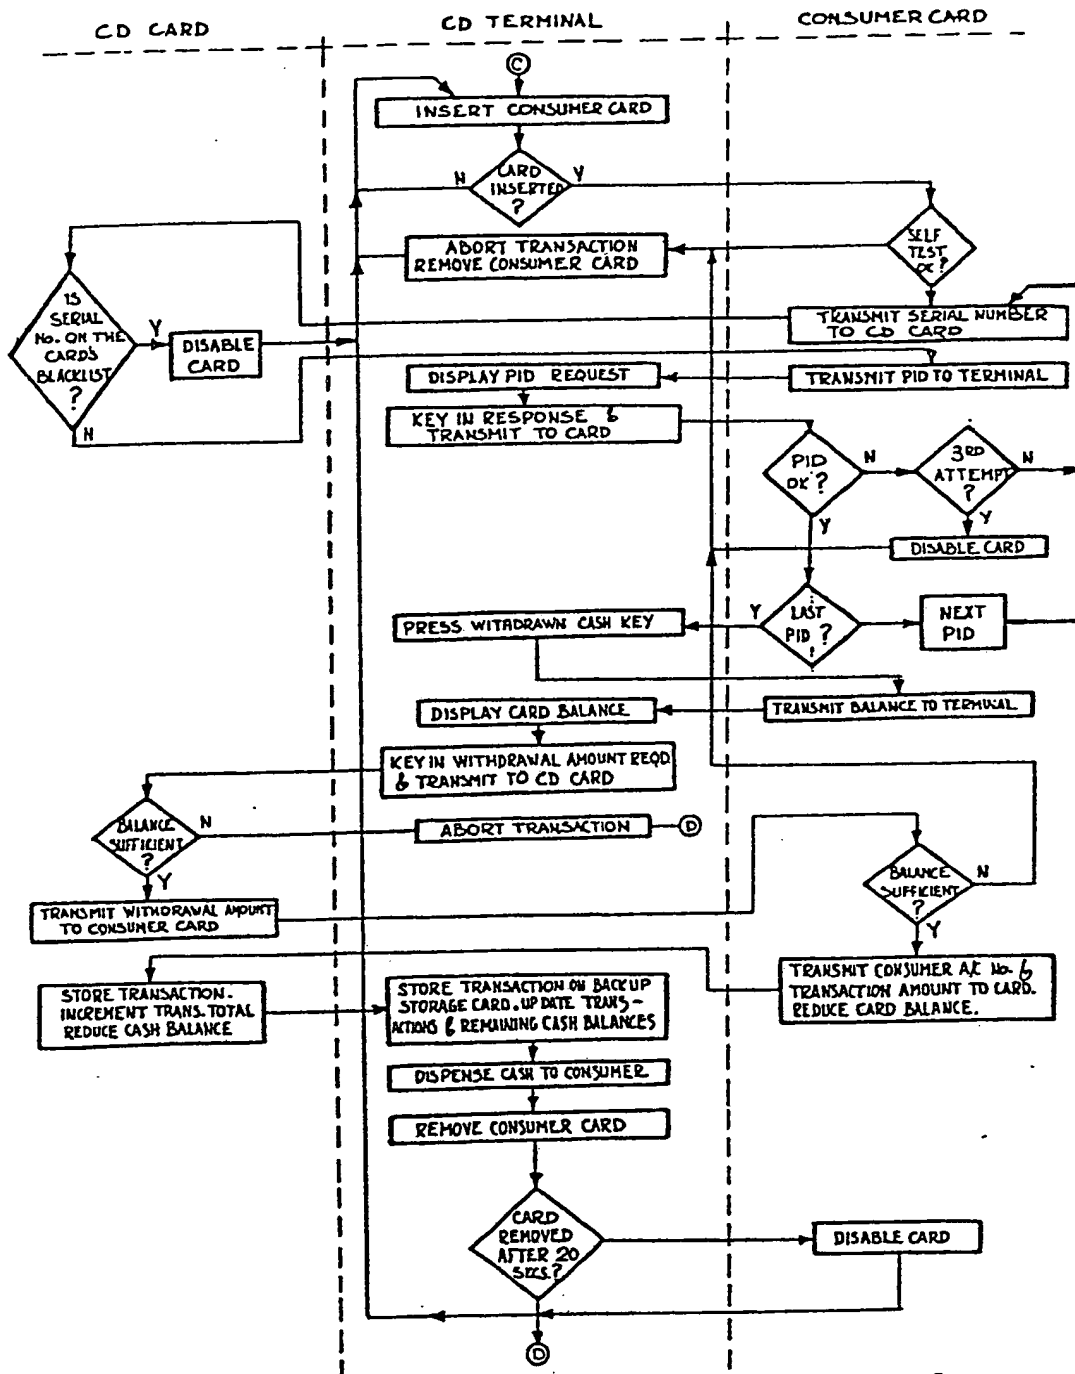 CD CARD
CD TERMINAL
CONSUMER CARD
C
INSERT CONSUMER CARD
CARD
INSERTED
?
N
Y
SELF
TEST
OK?
ABORT TRANSACTION
REMOVE CONSUMER CARD
IS
SERIAL
No. ON THE
CARD'S
BLACKLIST
?
Y
N
DISABLE
CARD
TRANSMIT SERIAL NUMBER
TO CD CARD
TRANSMIT PID TO TERMINAL
DISPLAY PID REQUEST
KEY IN RESPONSE &
TRANSMIT TO CARD
PID
OK?
N
Y
3RD
ATTEMPT
?
N
Y
DISABLE CARD
LAST
PID?
Y
NEXT
PID
PRESS WITHDRAWN CASH KEY
TRANSMIT BALANCE TO TERMINAL
DISPLAY CARD BALANCE
KEY IN WITHDRAWAL AMOUNT REQD.
& TRANSMIT TO CD CARD
BALANCE
SUFFICIENT
?
N
Y
ABORT TRANSACTION
D
TRANSMIT WITHDRAWAL AMOUNT
TO CONSUMER CARD
BALANCE
SUFFICIENT
?
N
Y
TRANSMIT CONSUMER A/C No. &
TRANSACTION AMOUNT TO CARD.
REDUCE CARD BALANCE.
STORE TRANSACTION.
INCREMENT TRANS. TOTAL
REDUCE CASH BALANCE
STORE TRANSACTION ON BACKUP
STORAGE CARD. UPDATE TRANS-
ACTIONS & REMAINING CASH BALANCES
DISPENSE CASH TO CONSUMER
REMOVE CONSUMER CARD
CARD
REMOVED
AFTER 20
SECS?
DISABLE CARD
D